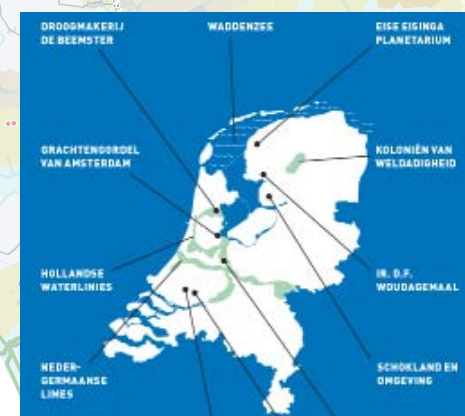 DROOGMAKERIJ
DE BEEMSTER
WADDENZEE
EISE EISINGA
PLANETARIUM
GRACHTENGORDEL
VAN AMSTERDAM
KOLONIËN VAN
WELDADIGHEID
HOLLANDSE
WATERLINIES
IR. D.F.
WOUDAGEMAAL
NEDER-
GERMAANSE
LIMES
SCHOKLAND EN
OMGEVING